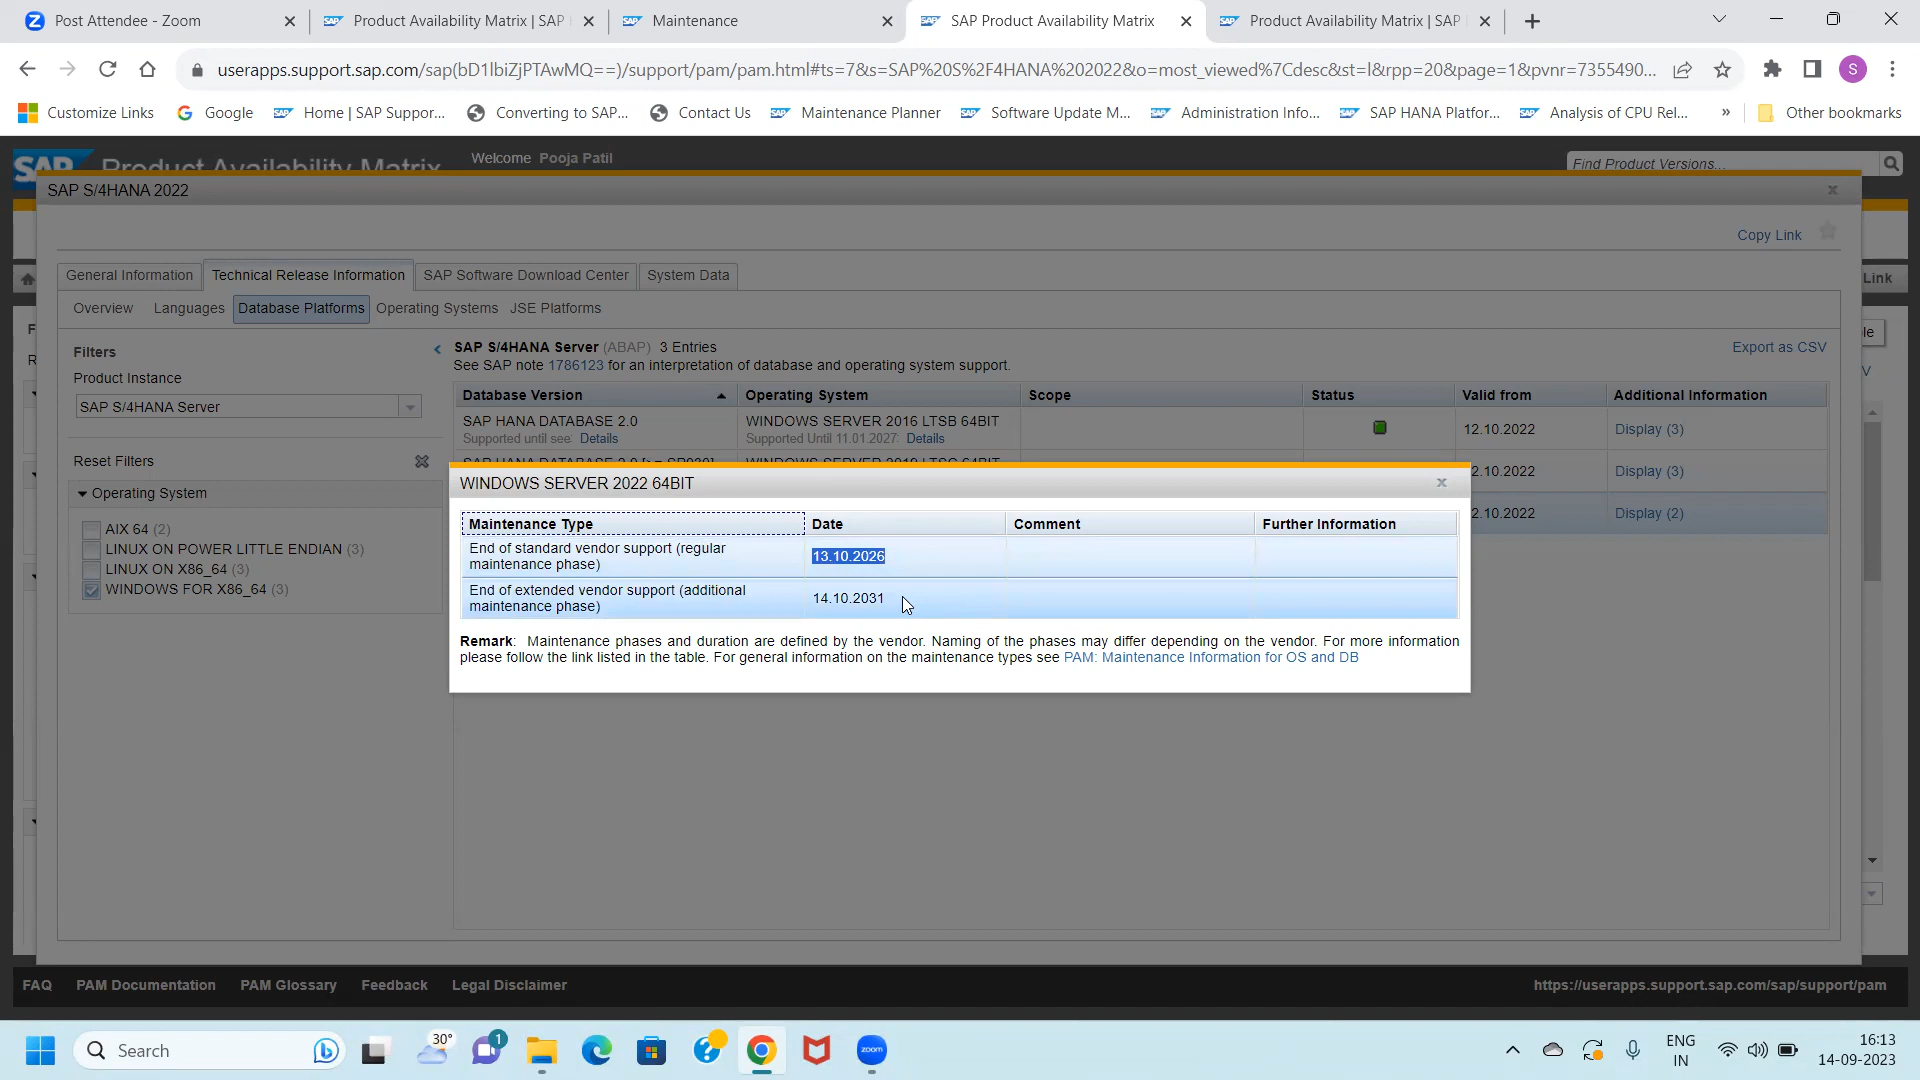 Post Attendee - Zoom
Product Availability Matrix | SAP
Maintenance
SAP Product Availability Matrix
Product Availability Matrix | SAP
userapps.support.sap.com/sap(bD1lbiZjPTAwMQ==)/support/pam/pam.html#ts=7&s=SAP%20S%2F4HANA%202022&o=most_viewed%7Cdesc&st=l&rpp=20&page=1&pvnr=7355490...
S
Customize Links
Google
Home | SAP Suppor...
Converting to SAP...
Contact Us
Maintenance Planner
Software Update M...
Administration Info...
SAP HANA Platfor...
Analysis of CPU Rel...
»
Other bookmarks
SAP Product Availability Matrix
Welcome Pooja Patil
Find Product Versions...
SAP S/4HANA 2022
Copy Link
Link
General Information
Technical Release Information
SAP Software Download Center
System Data
Overview
Languages
Database Platforms
Operating Systems
JSE Platforms
Filters
Product Instance
SAP S/4HANA Server
Reset Filters
Operating System
AIX 64 (2)
LINUX ON POWER LITTLE ENDIAN (3)
LINUX ON X86_64 (3)
WINDOWS FOR X86_64 (3)
SAP S/4HANA Server (ABAP) 3 Entries
Export as CSV
See SAP note 1786123 for an interpretation of database and operating system support.
Database Version
Operating System
Scope
Status
Valid from
Additional Information
SAP HANA DATABASE 2.0
WINDOWS SERVER 2016 LTSB 64BIT
12.10.2022
Display (3)
Supported until see: Details
Supported Until 11.01.2027: Details
2.10.2022
Display (3)
2.10.2022
Display (2)
WINDOWS SERVER 2022 64BIT
Maintenance Type
Date
Comment
Further Information
End of standard vendor support (regular
maintenance phase)
13.10.2026
End of extended vendor support (additional
maintenance phase)
14.10.2031
Remark: Maintenance phases and duration are defined by the vendor. Naming of the phases may differ depending on the vendor. For more information
please follow the link listed in the table. For general information on the maintenance types see PAM: Maintenance Information for OS and DB
FAQ
PAM Documentation
PAM Glossary
Feedback
Legal Disclaimer
https://userapps.support.sap.com/sap/support/pam
Search
30°
1
zoom
ENG
IN
16:13
14-09-2023